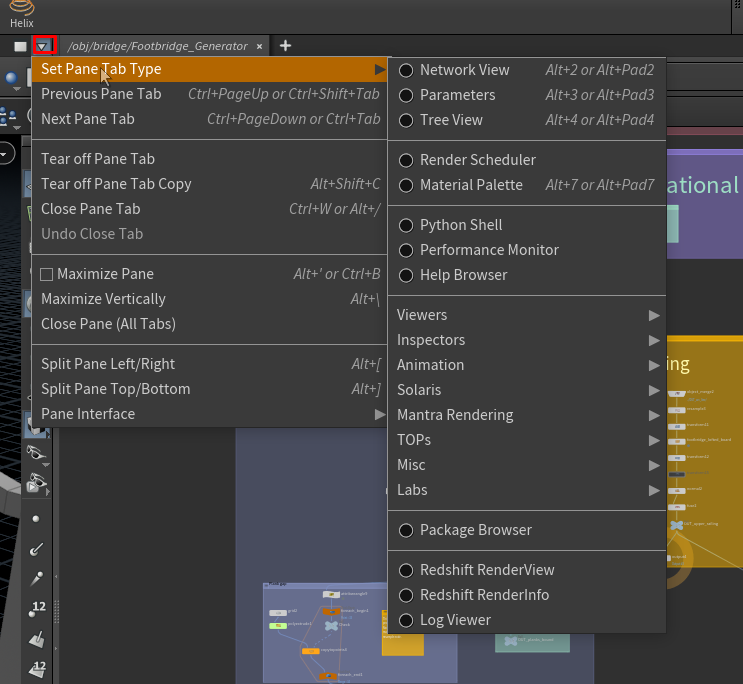 Helix
/obj/bridge/Footbridge_Generator × +
Set Pane Tab Type
Previous Pane Tab Ctrl+PageUp or Ctrl+Shift+Tab
Next Pane Tab Ctrl+PageDown or Ctrl+Tab
Tear off Pane Tab
Tear off Pane Tab Copy Alt+Shift+C
Close Pane Tab Ctrl+W or Alt+/
Undo Close Tab
Maximize Pane Alt+' or Ctrl+B
Maximize Vertically Alt+\
Close Pane (All Tabs)
Split Pane Left/Right Alt+[
Split Pane Top/Bottom Alt+]
Pane Interface
Network View Alt+2 or Alt+Pad2
Parameters Alt+3 or Alt+Pad3
Tree View Alt+4 or Alt+Pad4
Render Scheduler
Material Palette Alt+7 or Alt+Pad7
Python Shell
Performance Monitor
Help Browser
Viewers
Inspectors
Animation
Solaris
Mantra Rendering
TOPs
Misc
Labs
Package Browser
Redshift RenderView
Redshift RenderInfo
Log Viewer
ational
ing
12
12